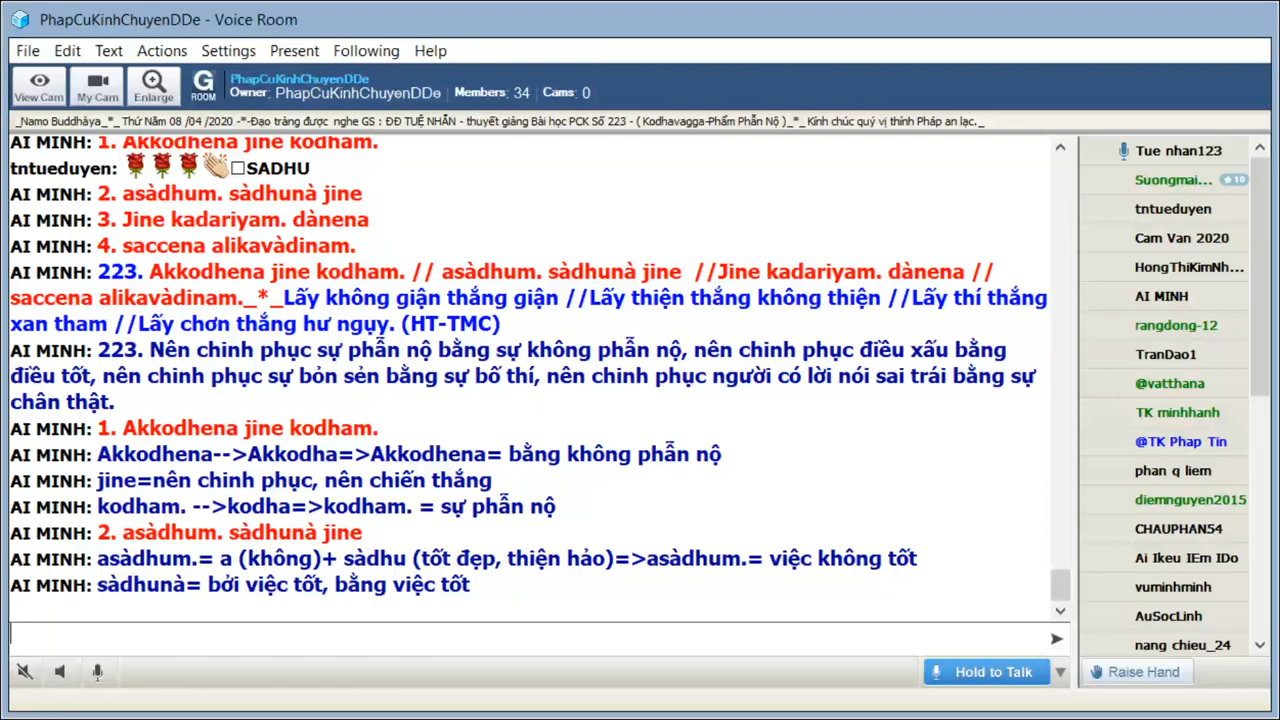 PhapCuKinhChuyenDDe - Voice Room
File Edit Text Actions Settings Present Following Help
View Cam My Cam Enlarge G ROOM
PhapCuKinhChuyenDDe
Owner: PhapCuKinhChuyenDDe Members: 34 Cams: 0
_Namo Buddhàya_*_ Thứ Năm 08 /04 /2020 -*-Đạo tràng được nghe GS : ĐĐ TUỆ NHẪN - thuyết giảng Bài học PCK Số 223 - ( Kodhavagga-Phẩm Phẫn Nộ )_*_ Kính chúc quý vị thính Pháp an lạc._
AI MINH: 1. Akkodhena jine kodham.
tntueduyen: 🌹🌹🌹👏🏻□SADHU
AI MINH: 2. asàdhum. sàdhunà jine
AI MINH: 3. Jine kadariyam. dànena
AI MINH: 4. saccena alikavàdinam.
AI MINH: 223. Akkodhena jine kodham. // asàdhum. sàdhunà jine //Jine kadariyam. dànena //
saccena alikavàdinam._*_Lấy không giận thắng giận //Lấy thiện thắng không thiện //Lấy thí thắng
xan tham //Lấy chơn thắng hư ngụy. (HT-TMC)
AI MINH: 223. Nên chinh phục sự phẫn nộ bằng sự không phẫn nộ, nên chinh phục điều xấu bằng
điều tốt, nên chinh phục sự bỏn sẻn bằng sự bố thí, nên chinh phục người có lời nói sai trái bằng sự
chân thật.
AI MINH: 1. Akkodhena jine kodham.
AI MINH: Akkodhena-->Akkodha=>Akkodhena= bằng không phẫn nộ
AI MINH: jine=nên chinh phục, nên chiến thắng
AI MINH: kodham. -->kodha=>kodham. = sự phẫn nộ
AI MINH: 2. asàdhum. sàdhunà jine
AI MINH: asàdhum.= a (không)+ sàdhu (tốt đẹp, thiện hảo)=>asàdhum.= việc không tốt
AI MINH: sàdhunà= bởi việc tốt, bằng việc tốt
Hold to Talk
Tue nhan123
Suongmai... ★10
tntueduyen
Cam Van 2020
HongThiKimNh...
AI MINH
rangdong-12
TranDao1
@vatthana
TK minhhanh
@TK Phap Tin
phan q liem
diemnguyen2015
CHAUPHAN54
Ai Ikeu IEm IDo
vuminhminh
AuSocLinh
nang chieu_24
Raise Hand